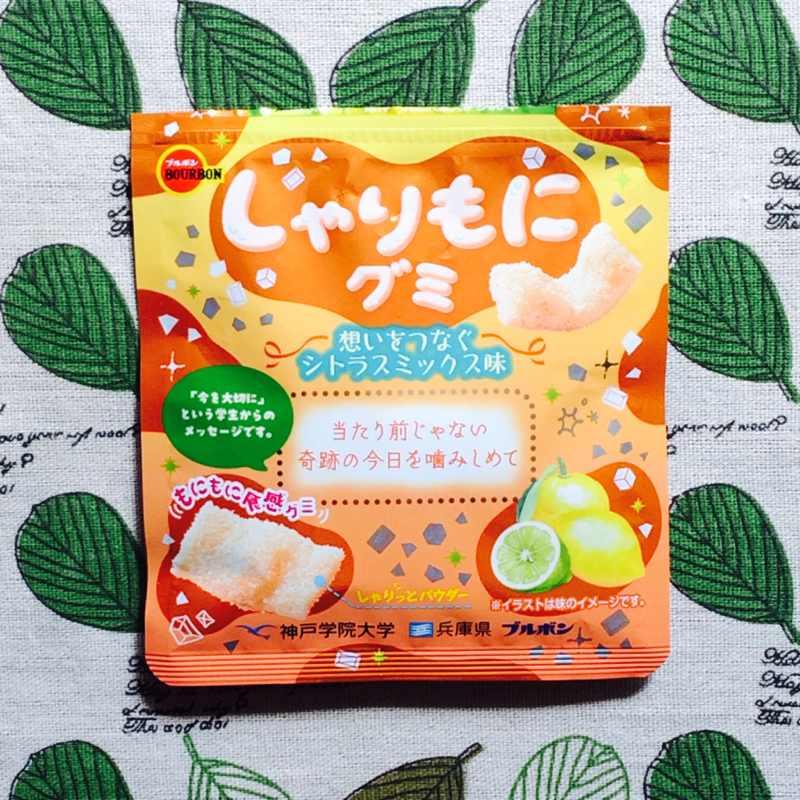 ブルボン
BOURBON
しゃりもに
グミ
想いをつなぐ
シトラスミックス味
「今を大切に」
という学生からの
メッセージです。
当たり前じゃない
奇跡の今日を噛みしめて
もにもに食感グミ
しゃりっとパウダー
※イラストは味のイメージです。
神戸学院大学 兵庫県 ブルボン